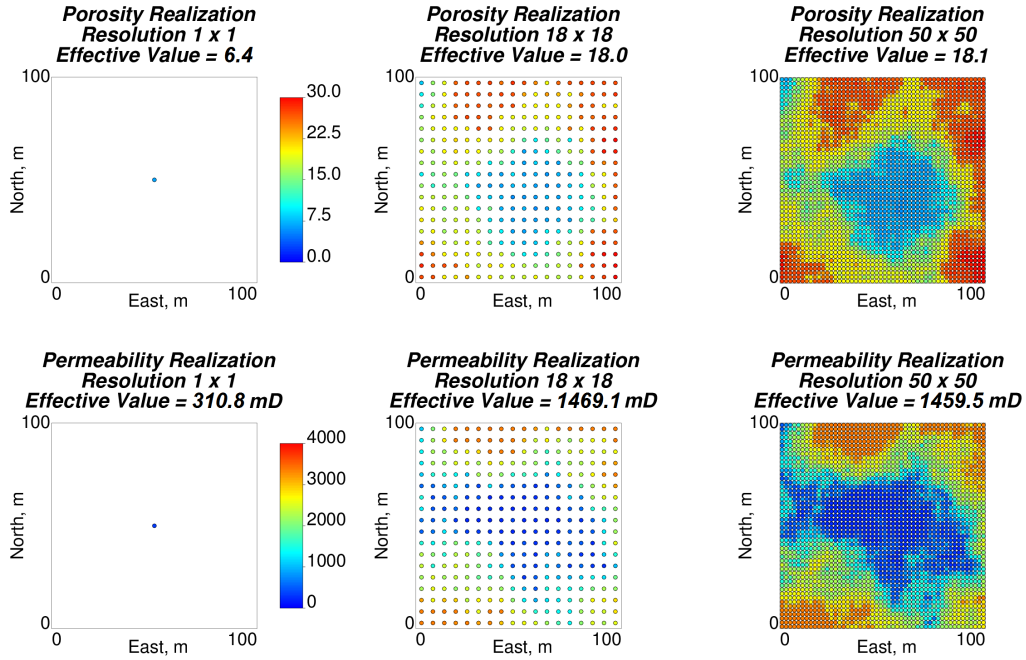 Porosity Realization
Resolution 1 x 1
Effective Value = 6.4
100
North, m
0
0
100
East, m
30.0
22.5
15.0
7.5
0.0
Porosity Realization
Resolution 18 x 18
Effective Value = 18.0
100
North, m
0
0
100
East, m
Porosity Realization
Resolution 50 x 50
Effective Value = 18.1
100
North, m
0
0
100
East, m
Permeability Realization
Resolution 1 x 1
Effective Value = 310.8 mD
100
North, m
0
0
100
East, m
4000
3000
2000
1000
0
Permeability Realization
Resolution 18 x 18
Effective Value = 1469.1 mD
100
North, m
0
0
100
East, m
Permeability Realization
Resolution 50 x 50
Effective Value = 1459.5 mD
100
North, m
0
0
100
East, m